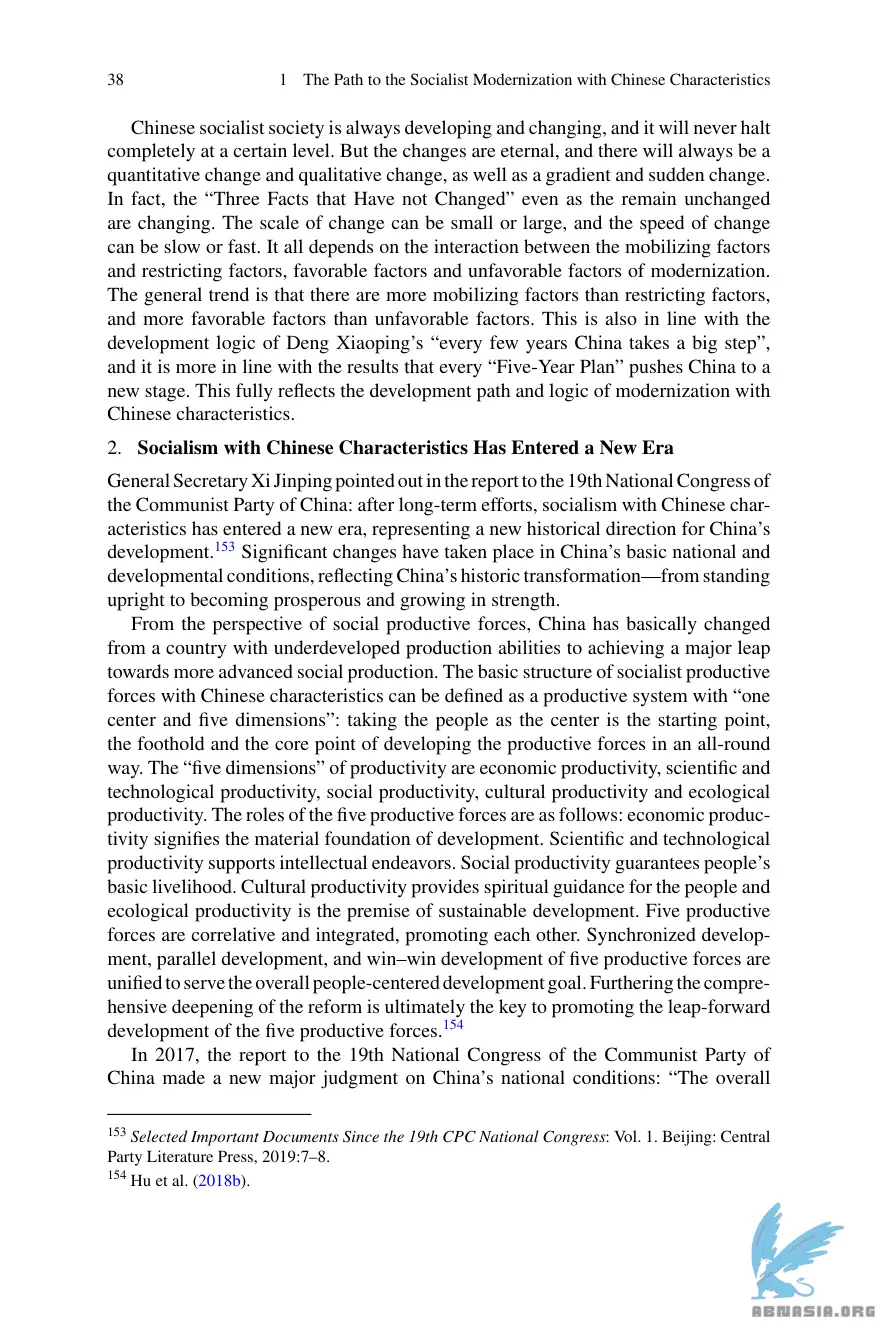 38 1 The Path to the Socialist Modernization with Chinese Characteristics
Chinese socialist society is always developing and changing, and it will never halt
completely at a certain level. But the changes are eternal, and there will always be a
quantitative change and qualitative change, as well as a gradient and sudden change.
In fact, the “Three Facts that Have not Changed” even as the remain unchanged
are changing. The scale of change can be small or large, and the speed of change
can be slow or fast. It all depends on the interaction between the mobilizing factors
and restricting factors, favorable factors and unfavorable factors of modernization.
The general trend is that there are more mobilizing factors than restricting factors,
and more favorable factors than unfavorable factors. This is also in line with the
development logic of Deng Xiaoping’s “every few years China takes a big step”,
and it is more in line with the results that every “Five-Year Plan” pushes China to a
new stage. This fully reflects the development path and logic of modernization with
Chinese characteristics.
2. Socialism with Chinese Characteristics Has Entered a New Era
General Secretary Xi Jinping pointed out in the report to the 19th National Congress of
the Communist Party of China: after long-term efforts, socialism with Chinese char-
acteristics has entered a new era, representing a new historical direction for China’s
development.153 Significant changes have taken place in China’s basic national and
developmental conditions, reflecting China’s historic transformation—from standing
upright to becoming prosperous and growing in strength.
From the perspective of social productive forces, China has basically changed
from a country with underdeveloped production abilities to achieving a major leap
towards more advanced social production. The basic structure of socialist productive
forces with Chinese characteristics can be defined as a productive system with “one
center and five dimensions”: taking the people as the center is the starting point,
the foothold and the core point of developing the productive forces in an all-round
way. The “five dimensions” of productivity are economic productivity, scientific and
technological productivity, social productivity, cultural productivity and ecological
productivity. The roles of the five productive forces are as follows: economic produc-
tivity signifies the material foundation of development. Scientific and technological
productivity supports intellectual endeavors. Social productivity guarantees people’s
basic livelihood. Cultural productivity provides spiritual guidance for the people and
ecological productivity is the premise of sustainable development. Five productive
forces are correlative and integrated, promoting each other. Synchronized develop-
ment, parallel development, and win–win development of five productive forces are
unified to serve the overall people-centered development goal. Furthering the compre-
hensive deepening of the reform is ultimately the key to promoting the leap-forward
development of the five productive forces.154
In 2017, the report to the 19th National Congress of the Communist Party of
China made a new major judgment on China’s national conditions: “The overall
153 Selected Important Documents Since the 19th CPC National Congress: Vol. 1. Beijing: Central
Party Literature Press, 2019:7–8.
154 Hu et al. (2018b).
ABNASIA.ORG